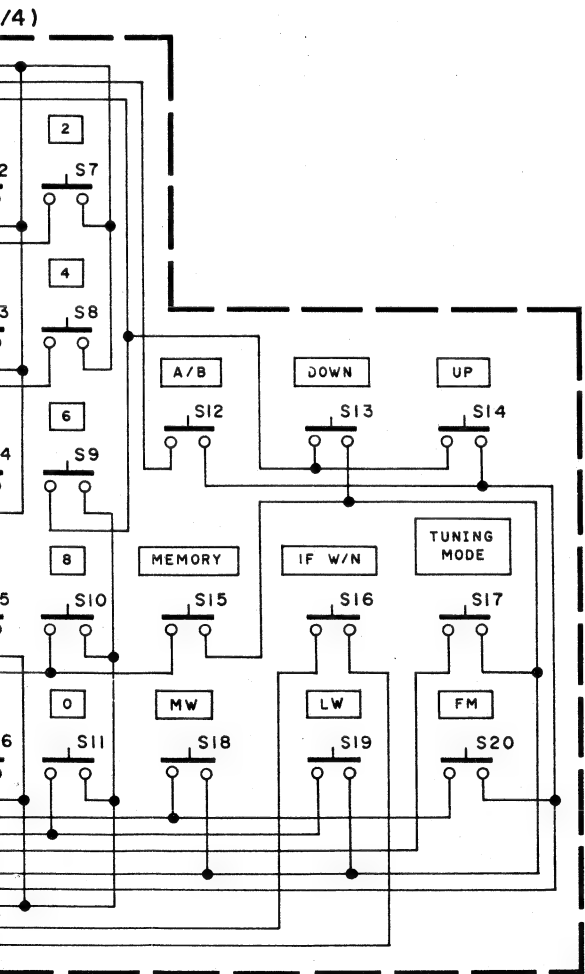 /4)
2
2 S7
4
3 S8
A/B DOWN UP
6
S12 S13 S14
4 S9
TUNING
MODE
8 MEMORY IF W/N
5 S10 S15 S16 S17
0 MW LW FM
6 S11 S18 S19 S20